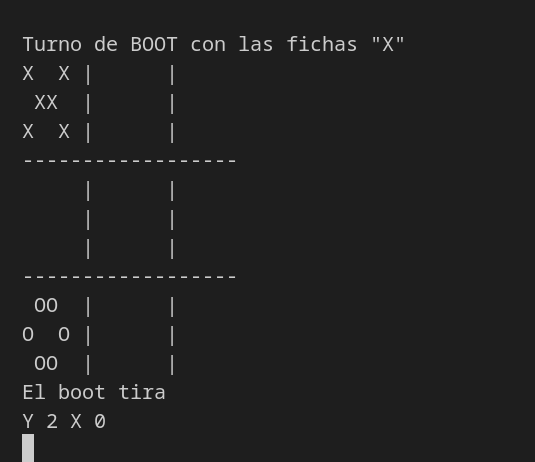 Turno de BOOT con las fichas "X"
X  X |      |
 XX  |      |
X  X |      |
------------------
     |      |
     |      |
     |      |
------------------
 OO  |      |
O  O |      |
 OO  |      |
El boot tira
Y 2 X 0